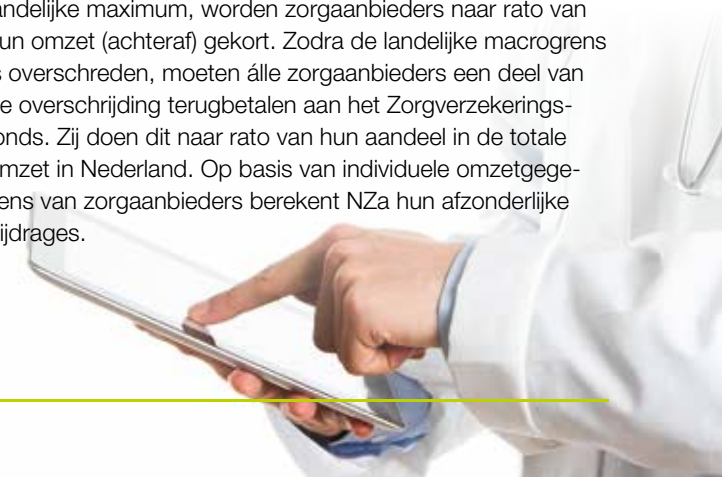 andelijke maximum, worden zorgaanbieders naar rato van
un omzet (achteraf) gekort. Zodra de landelijke macrogrens
s overschreden, moeten álle zorgaanbieders een deel van
e overschrijding terugbetalen aan het Zorgverzekerings-
onds. Zij doen dit naar rato van hun aandeel in de totale
mzet in Nederland. Op basis van individuele omzetgege-
ens van zorgaanbieders berekent NZa hun afzonderlijke
ijdrages.